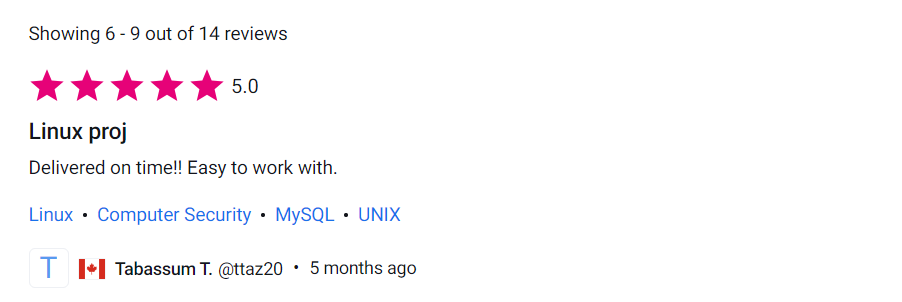 Showing 6 - 9 out of 14 reviews
5.0
Linux proj
Delivered on time!! Easy to work with.
Linux • Computer Security • MySQL • UNIX
T Tabassum T. @ttaz20 • 5 months ago